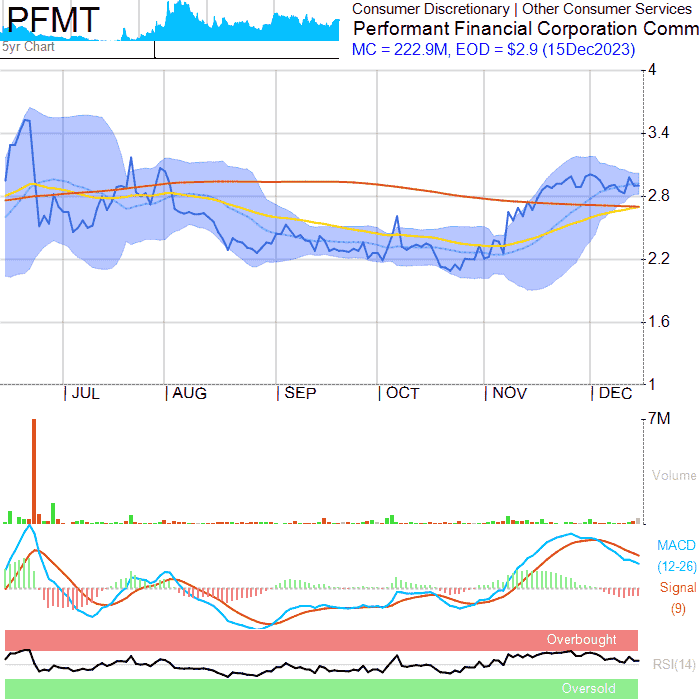 PFMT
5yr Chart
Consumer Discretionary | Other Consumer Services
Performant Financial Corporation Comm
MC = 222.9M, EOD = $2.9 (15Dec2023)
4
3.4
2.8
2.2
1.6
1
JUL AUG SEP OCT NOV DEC
7M
Volume
MACD
(12-26)
Signal
(9)
Overbought
RSI(14)
Oversold